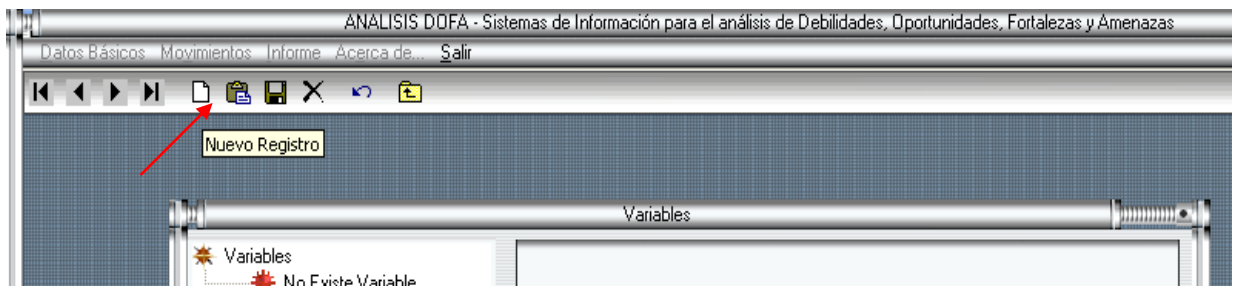 ANALISIS DOFA - Sistemas de Información para el análisis de Debilidades, Oportunidades, Fortalezas y Amenazas
Datos Básicos Movimientos Informe Acerca de... Salir
Nuevo Registro
Variables
Variables
No Existe Variable